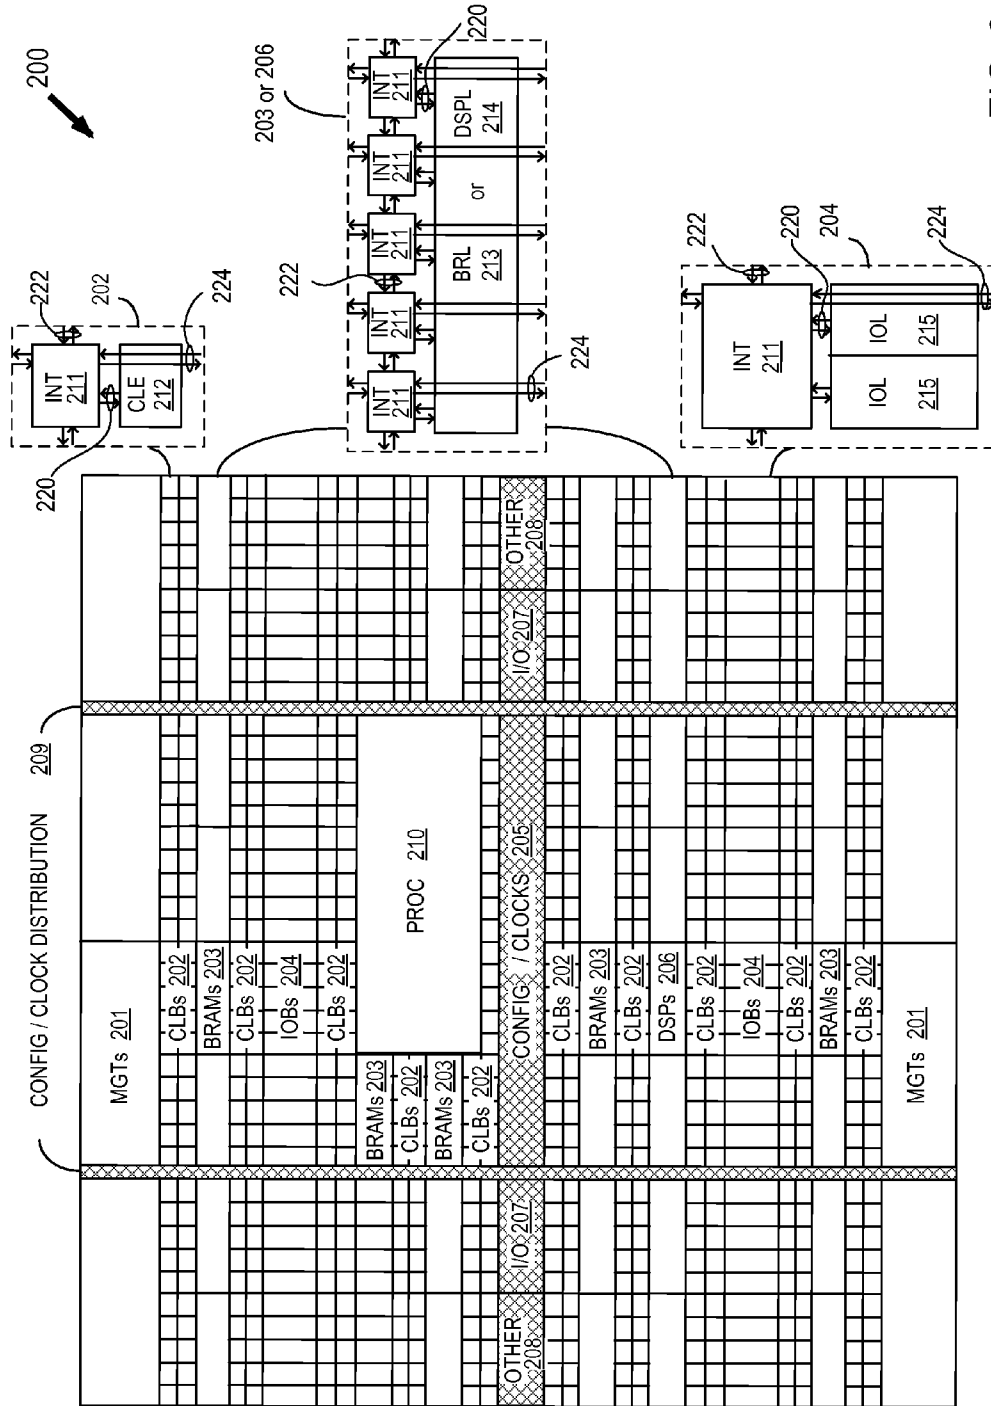 CONFIG / CLOCK DISTRIBUTION 209
200
MGTs 201
CLBs 202
BRAMs 203
CLBs 202
IOBs 204
CLBs 202
BRAMs 203
CLBs 202
BRAMs 203
CLBs 202
PROC 210
OTHER 208
I/O 207
CONFIG / CLOCKS 205
I/O 207
OTHER 208
CLBs 202
BRAMs 203
CLBs 202
DSPs 206
CLBs 202
IOBs 204
CLBs 202
BRAMs 203
CLBs 202
MGTs 201
220
INT 211
CLE 212
222
202
224
203 or 206
INT 211
INT 211
INT 211
INT 211
INT 211
222
220
BRL 213
or
DSPL 214
224
INT 211
222
220
204
IOL 215
IOL 215
224